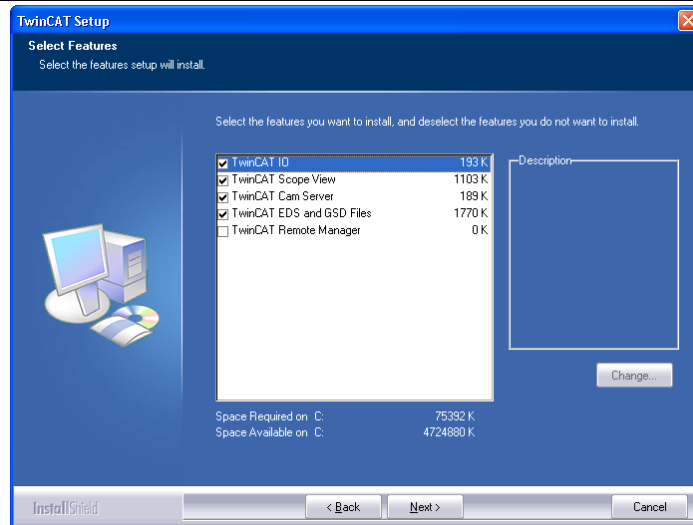 TwinCAT Setup
Select Features
Select the features setup will install.
Select the features you want to install, and deselect the features you do not want to install.
TwinCAT IO 193 K
TwinCAT Scope View 1103 K
TwinCAT Cam Server 189 K
TwinCAT EDS and GSD Files 1770 K
TwinCAT Remote Manager 0 K
Description
Change...
Space Required on C: 75392 K
Space Available on C: 4724880 K
InstallShield
< Back
Next >
Cancel